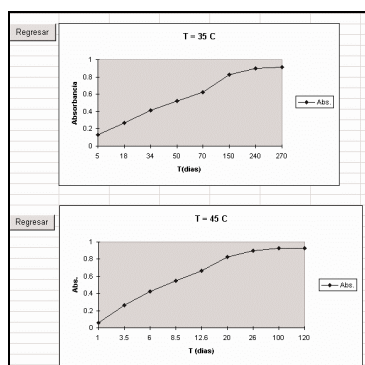 Regresar
T = 35 C
Absorbancia
1
0.8
0.6
0.4
0.2
0
5 18 34 50 70 150 240 270
T(dias)
Abs.
Regresar
T = 45 C
Abs.
1
0.8
0.6
0.4
0.2
0
1 3.5 6 8.5 12.6 20 26 100 120
T (dias)
Abs.